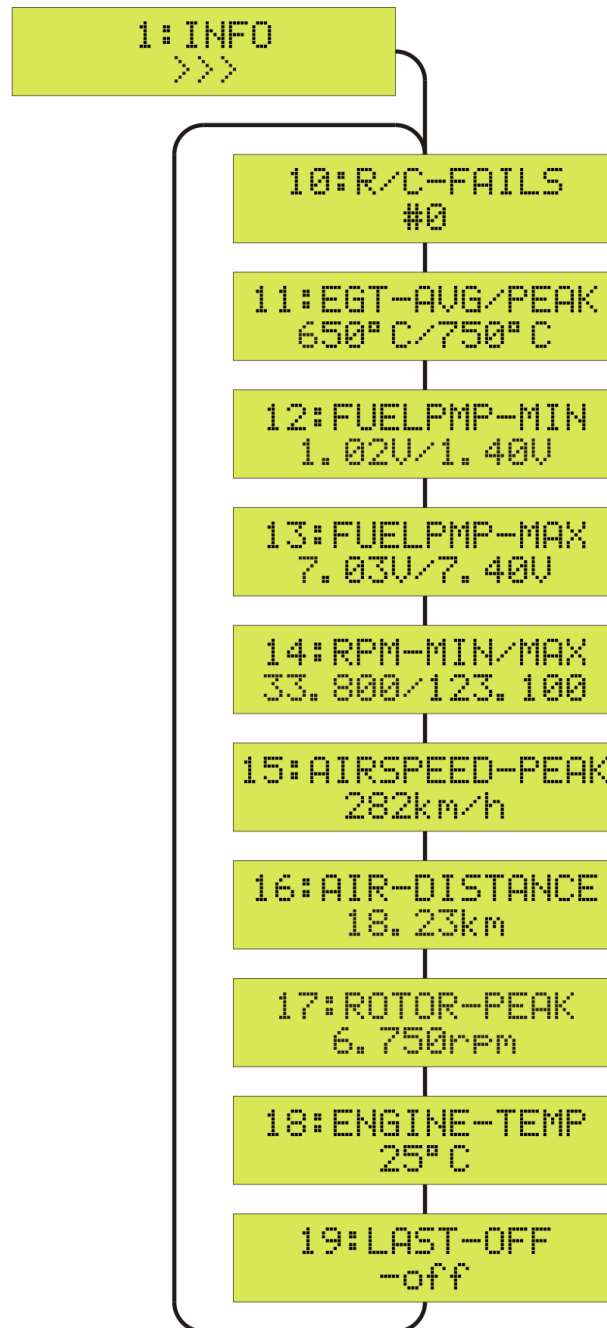 1:INFO
>>>
10:R/C-FAILS
#0
11:EGT-AVG/PEAK
650°C/750°C
12:FUELPMP-MIN
1.02V/1.40V
13:FUELPMP-MAX
7.03V/7.40V
14:RPM-MIN/MAX
33.800/123.100
15:AIRSPEED-PEAK
282km/h
16:AIR-DISTANCE
18.23km
17:ROTOR-PEAK
6.750rpm
18:ENGINE-TEMP
25°C
19:LAST-OFF
-off